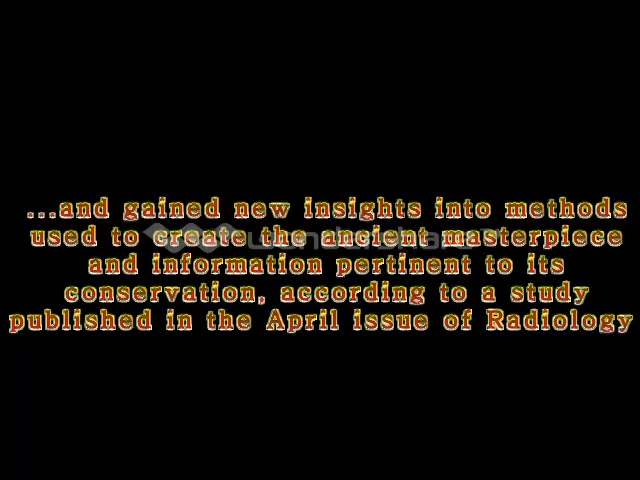 ...and gained new insights into methods
used to create the ancient masterpiece
and information pertinent to its
conservation, according to a study
published in the April issue of Radiology
wondershare